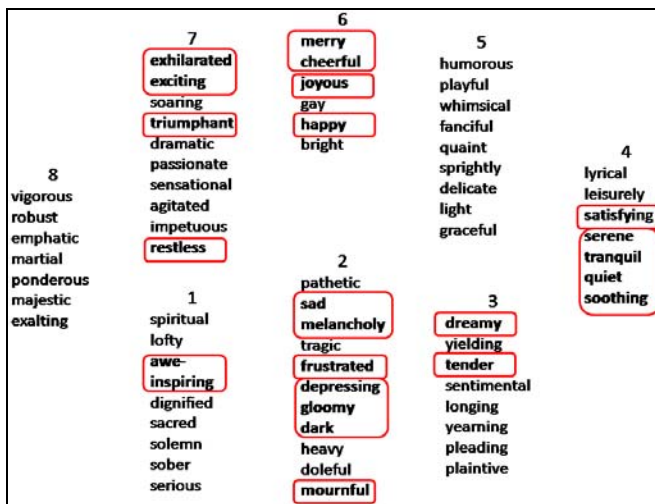 7
exhilarated
exciting
soaring
triumphant
dramatic
passionate
sensational
agitated
impetuous
restless
6
merry
cheerful
joyous
gay
happy
bright
5
humorous
playful
whimsical
fanciful
quaint
sprightly
delicate
light
graceful
4
lyrical
leisurely
satisfying
serene
tranquil
quiet
soothing
8
vigorous
robust
emphatic
martial
ponderous
majestic
exalting
1
spiritual
lofty
awe-
inspiring
dignified
sacred
solemn
sober
serious
2
pathetic
sad
melancholy
tragic
frustrated
depressing
gloomy
dark
heavy
doleful
mournful
3
dreamy
yielding
tender
sentimental
longing
yearning
pleading
plaintive